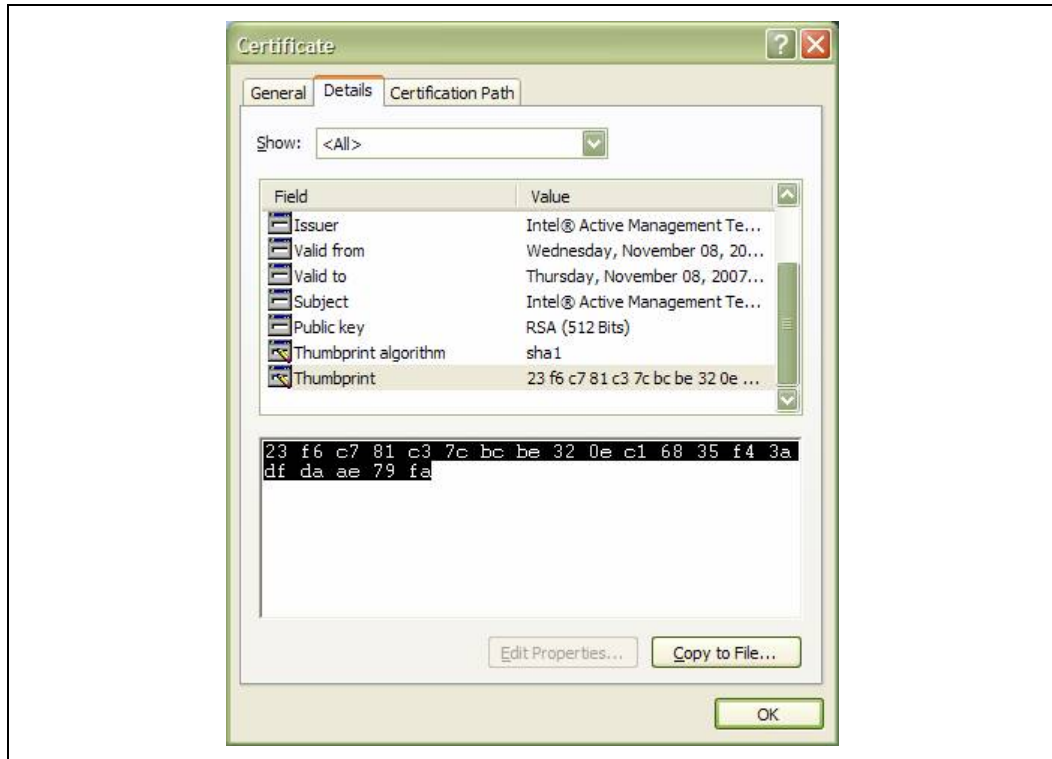 Certificate
General Details Certification Path
Show: <All>
Field Value
Issuer Intel® Active Management Te...
Valid from Wednesday, November 08, 20...
Valid to Thursday, November 08, 2007...
Subject Intel® Active Management Te...
Public key RSA (512 Bits)
Thumbprint algorithm sha1
Thumbprint 23 f6 c7 81 c3 7c bc be 32 0e ...
23 f6 c7 81 c3 7c bc be 32 0e c1 68 35 f4 3a
df da ae 79 fa
Edit Properties... Copy to File...
OK